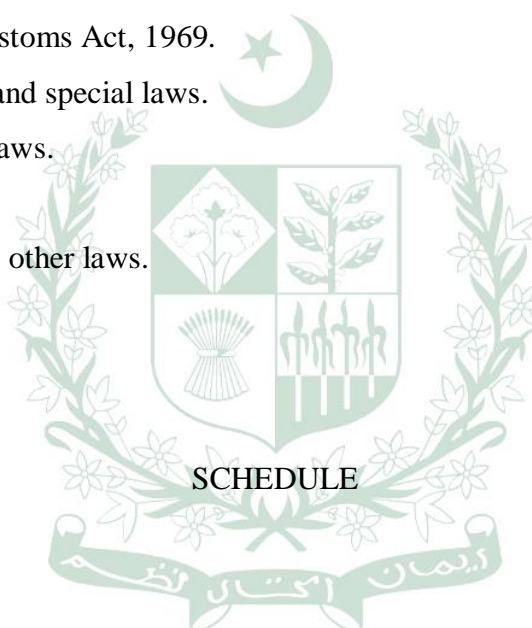 stoms Act, 1969.
and special laws.
aws.
other laws.
SCHEDULE
ایمان اتحاد نظم